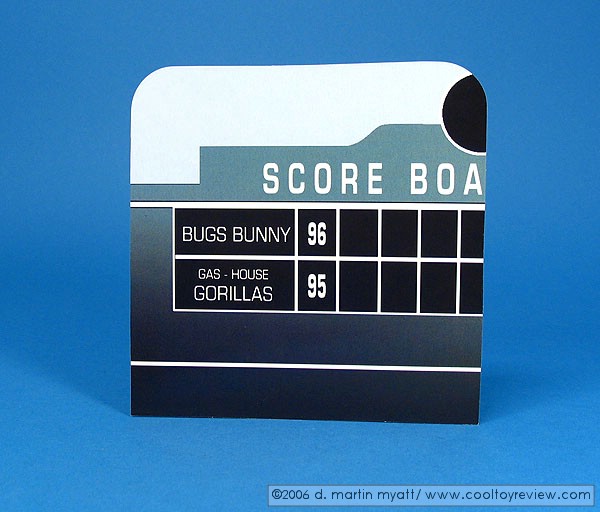 SCORE BOA
BUGS BUNNY 96
GAS - HOUSE
GORILLAS 95
©2006 d. martin myatt/ www.cooltoyreview.com